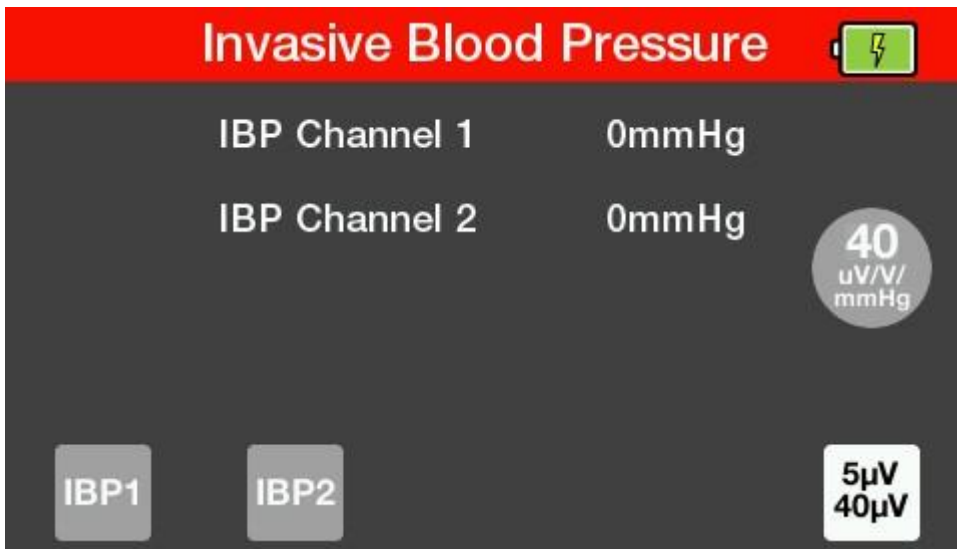 Invasive Blood Pressure
IBP Channel 1 0mmHg
IBP Channel 2 0mmHg
40
uV/V/
mmHg
IBP1
IBP2
5µV
40µV